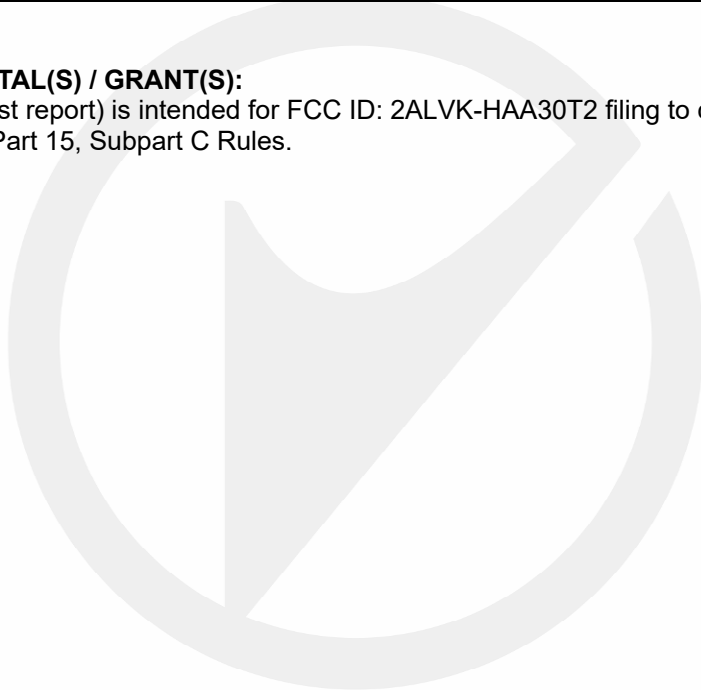 TAL(S) / GRANT(S):
st report) is intended for FCC ID: 2ALVK-HAA30T2 filing to
Part 15, Subpart C Rules.